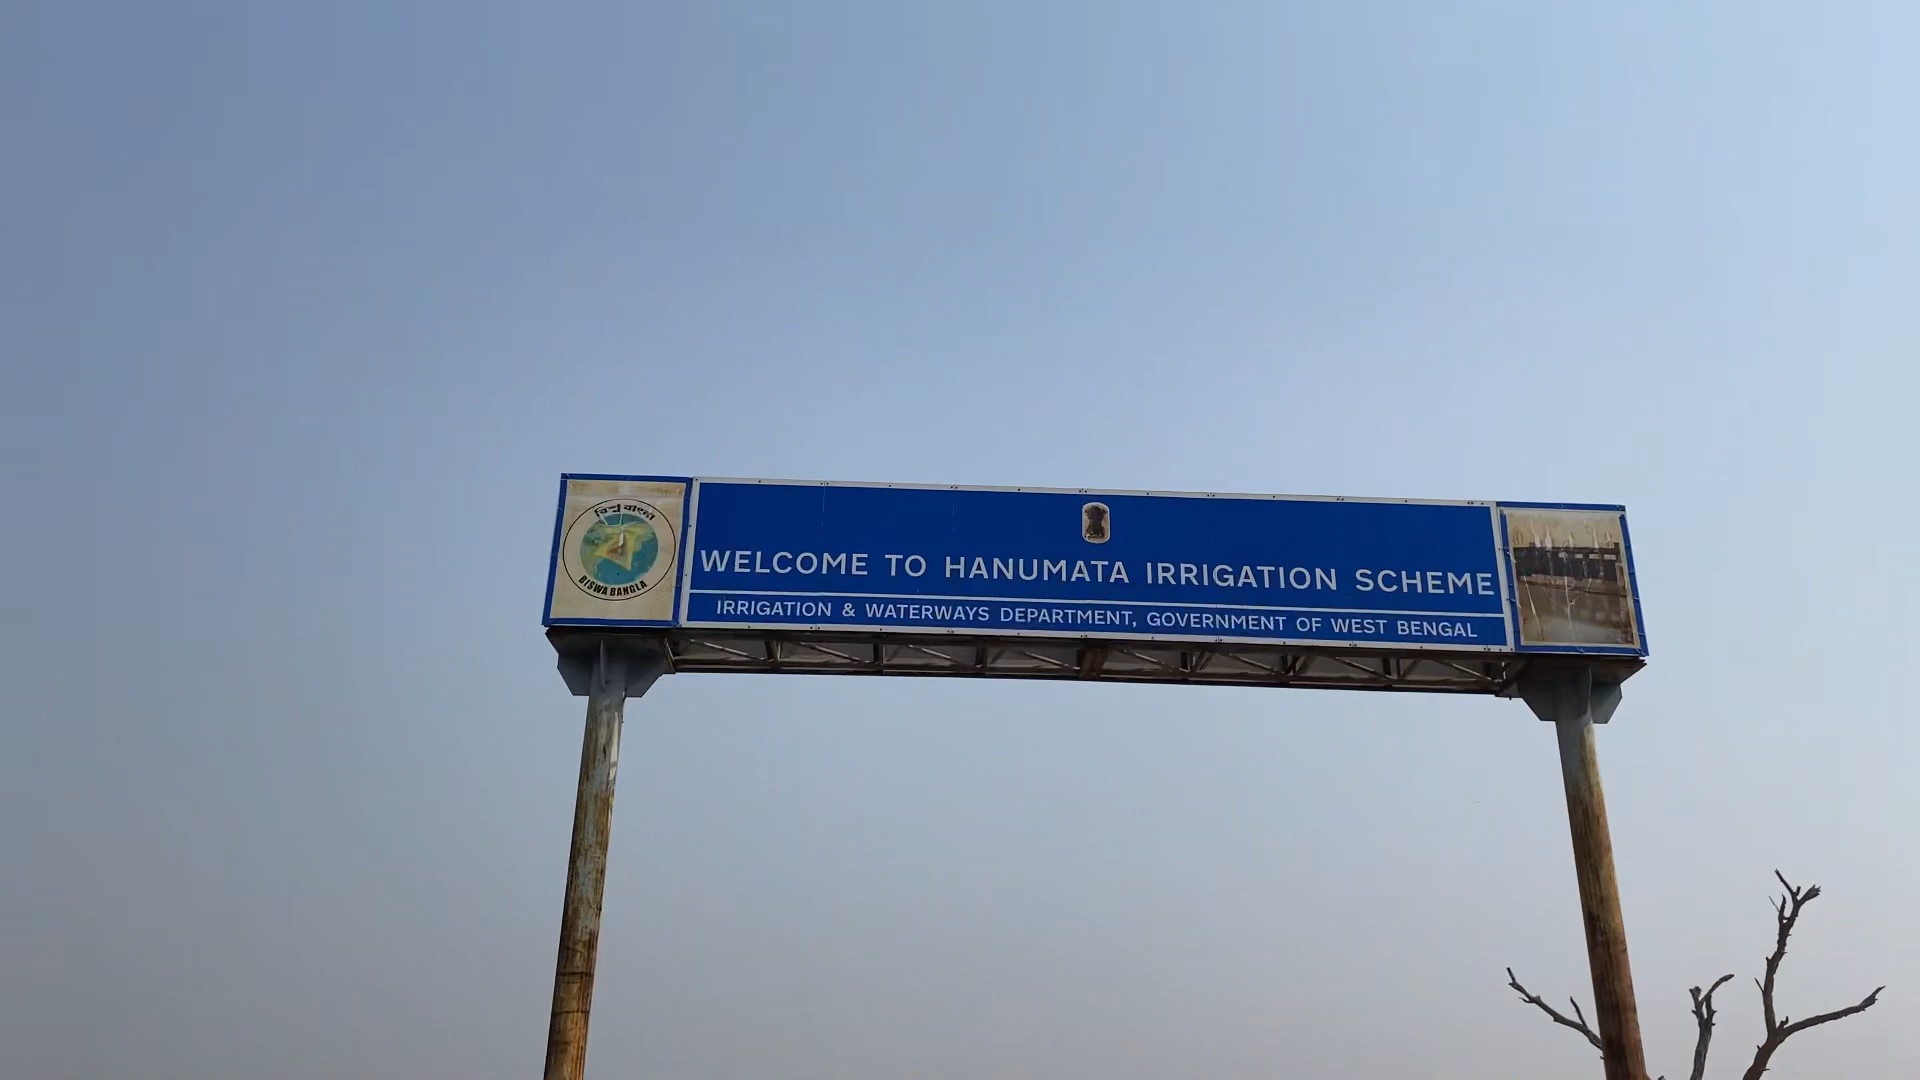 বিশ্ব বাংলা
BISWA BANGLA
WELCOME TO HANUMATA IRRIGATION SCHEME
IRRIGATION & WATERWAYS DEPARTMENT, GOVERNMENT OF WEST BENGAL